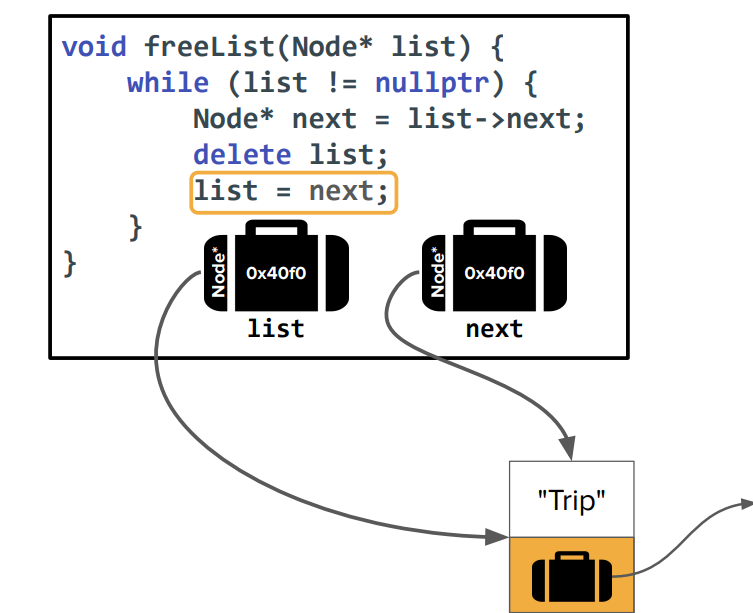 void freeList(Node* list) {
    while (list != nullptr) {
        Node* next = list->next;
        delete list;
        list = next;
    }
}
Node* 0x40f0
list
Node* 0x40f0
next
"Trip"